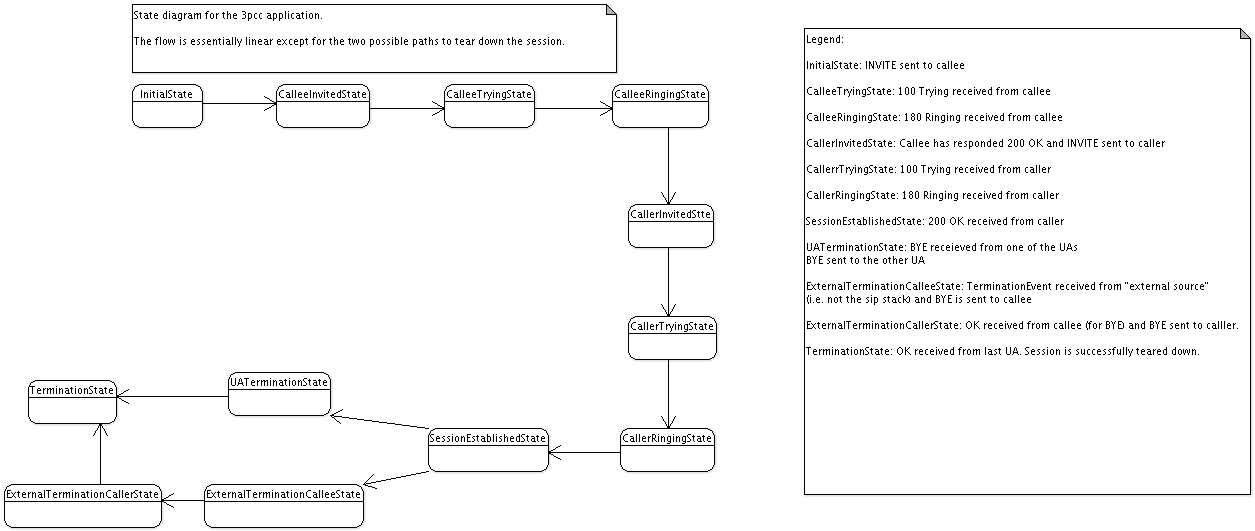 State diagram for the 3pcc application.
The flow is essentially linear except for the two possible paths to tear down the session.
InitialState
CalleeInvitedState
CalleeTryingState
CalleeRingingState
CallerInvitedStte
CallerTryingState
CallerRingingState
SessionEstablishedState
UATerminationState
TerminationState
ExternalTerminationCalleeState
ExternalTerminationCallerState
Legend:
InitialState: INVITE sent to callee
CalleeTryingState: 100 Trying received from callee
CalleeRingingState: 180 Ringing received from callee
CallerInvitedState: Callee has responded 200 OK and INVITE sent to caller
CallerrTryingState: 100 Trying received from caller
CallerRingingState: 180 Ringing received from caller
SessionEstablishedState: 200 OK received from caller
UATerminationState: BYE receieved from one of the UAs
BYE sent to the other UA
ExternalTerminationCalleeState: TerminationEvent received from "external source"
(i.e. not the sip stack) and BYE is sent to callee
ExternalTerminationCallerState: OK received from callee (for BYE) and BYE sent to calller.
TerminationState: OK received from last UA. Session is successfully teared down.